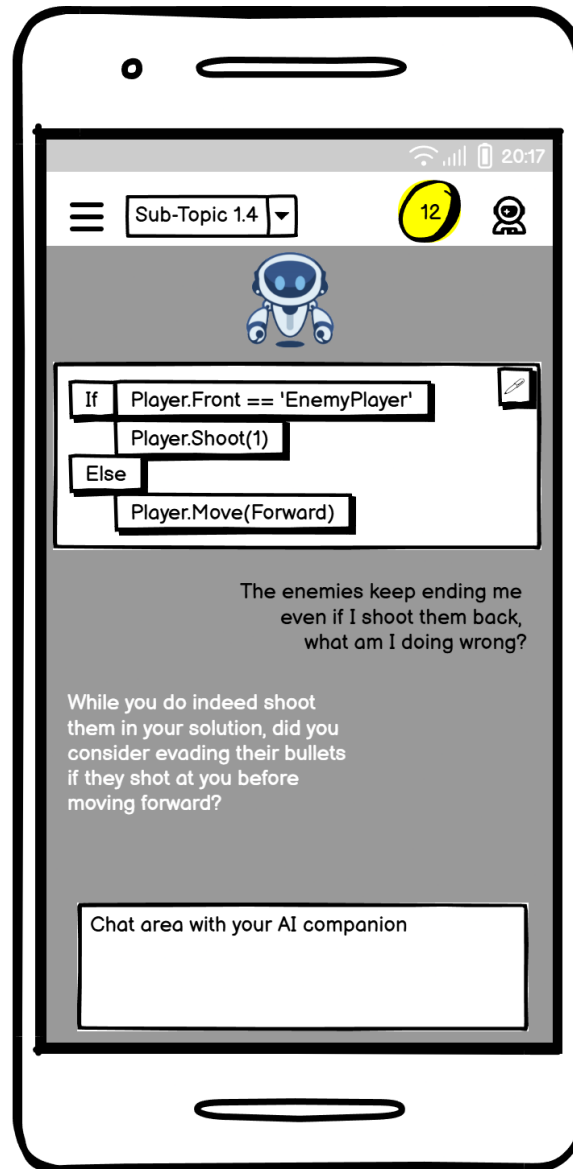 20:17
Sub-Topic 1.4
12
If Player.Front == 'EnemyPlayer'
Player.Shoot(1)
Else
Player.Move(Forward)
The enemies keep ending me
even if I shoot them back,
what am I doing wrong?
While you do indeed shoot
them in your solution, did you
consider evading their bullets
if they shot at you before
moving forward?
Chat area with your AI companion